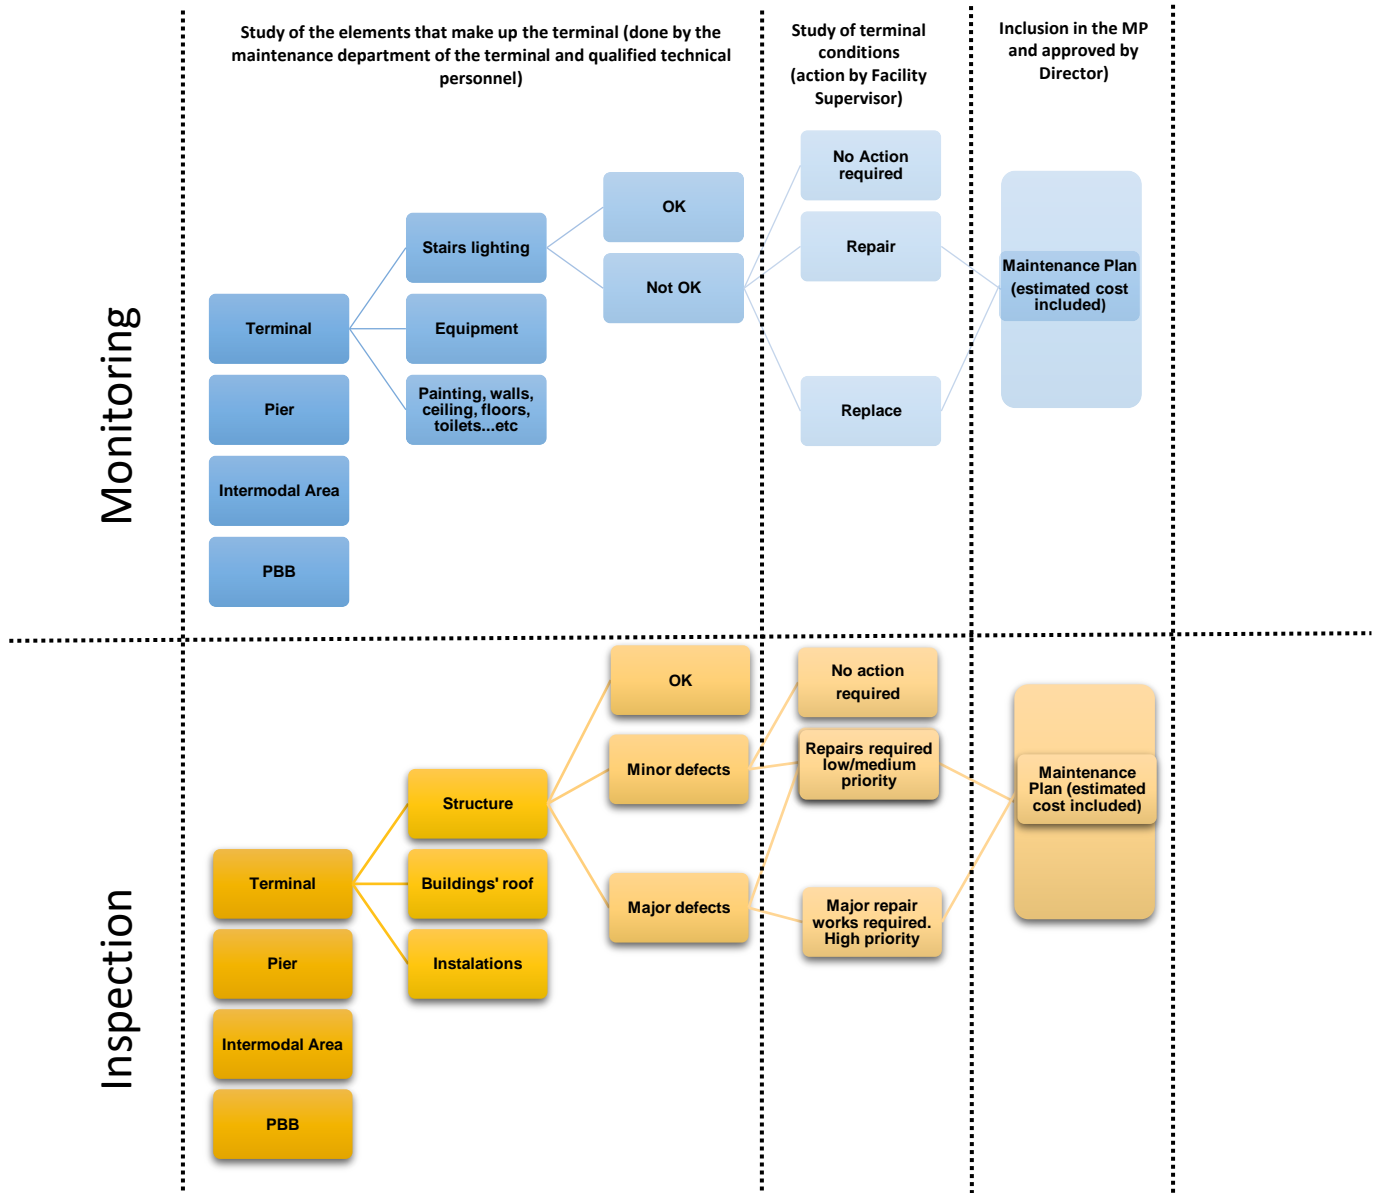 Study of the elements that make up the terminal (done by the
maintenance department of the terminal and qualified technical
personnel)
Study of terminal
conditions
(action by Facility
Supervisor)
Inclusion in the MP
and approved by
Director)
Monitoring
Terminal
Pier
Intermodal Area
PBB
Stairs lighting
Equipment
Painting, walls,
ceiling, floors,
toilets...etc
OK
Not OK
No Action
required
Repair
Replace
Maintenance Plan
(estimated cost
included)
Inspection
Terminal
Pier
Intermodal Area
PBB
Structure
Buildings' roof
Instalations
OK
Minor defects
Major defects
No action
required
Repairs required
low/medium
priority
Major repair
works required.
High priority
Maintenance
Plan (estimated
cost included)